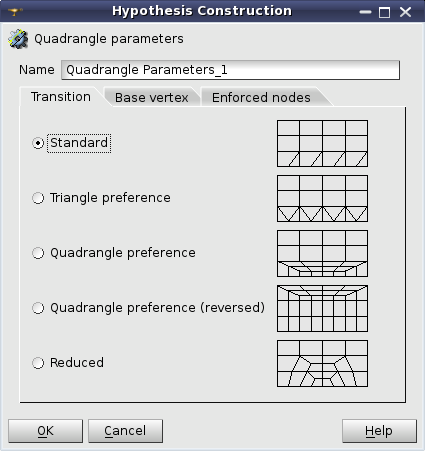 Hypothesis Construction
Quadrangle parameters
Name Quadrangle Parameters_1
Transition Base vertex Enforced nodes
Standard
Triangle preference
Quadrangle preference
Quadrangle preference (reversed)
Reduced
OK Cancel Help